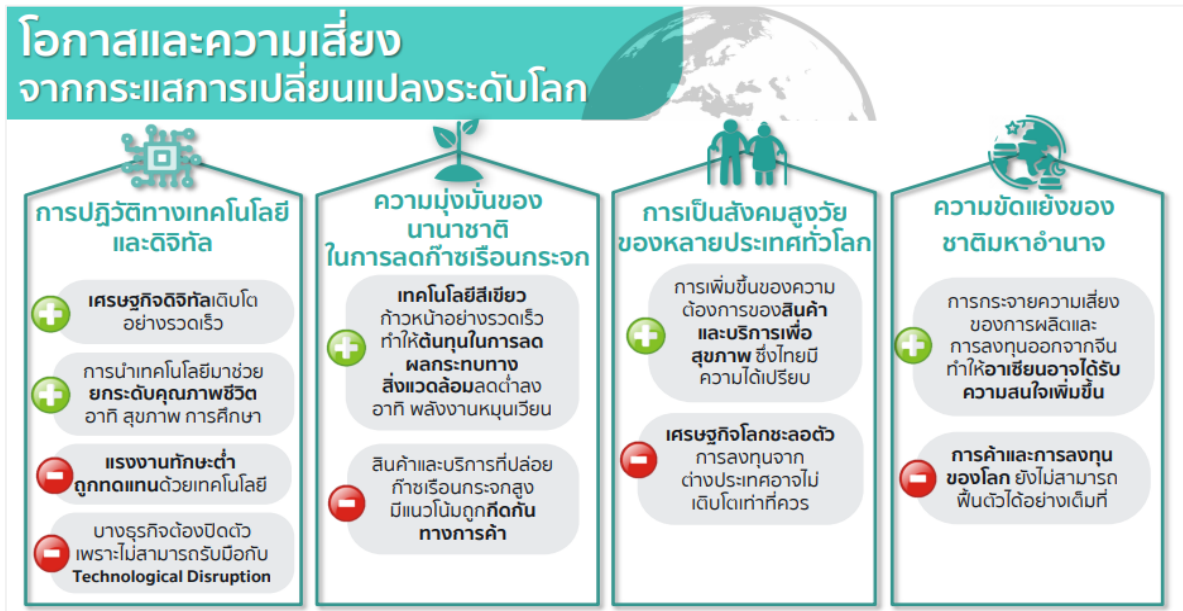 โอกาสและความเสี่ยง
จากกระแสการเปลี่ยนแปลงระดับโลก
การปฏิวัติทางเทคโนโลยี
และดิจิทัล
เศรษฐกิจดิจิทัลเติบโต
อย่างรวดเร็ว
การนำเทคโนโลยีมาช่วย
ยกระดับคุณภาพชีวิต
อาทิ สุขภาพ การศึกษา
แรงงานทักษะต่ำ
ถูกทดแทนด้วยเทคโนโลยี
บางธุรกิจต้องปิดตัว
เพราะไม่สามารถรับมือกับ
Technological Disruption
ความมุ่งมั่นของ
นานาชาติ
ในการลดก๊าซเรือนกระจก
เทคโนโลยีสีเขียว
ก้าวหน้าอย่างรวดเร็ว
ทำให้ต้นทุนในการลด
ผลกระทบทาง
สิ่งแวดล้อมลดต่ำลง
อาทิ พลังงานหมุนเวียน
สินค้าและบริการที่ปล่อย
ก๊าซเรือนกระจกสูง
มีแนวโน้มถูกกีดกัน
ทางการค้า
การเป็นสังคมสูงวัย
ของหลายประเทศทั่วโลก
การเพิ่มขึ้นของความ
ต้องการของสินค้า
และบริการเพื่อ
สุขภาพ ซึ่งไทยมี
ความได้เปรียบ
เศรษฐกิจโลกชะลอตัว
การลงทุนจาก
ต่างประเทศอาจไม่
เติบโตเท่าที่ควร
ความขัดแย้งของ
ชาติมหาอำนาจ
การกระจายความเสี่ยง
ของการผลิตและ
การลงทุนออกจากจีน
ทำให้อาเซียนอาจได้รับ
ความสนใจเพิ่มขึ้น
การค้าและการลงทุน
ของโลก ยังไม่สามารถ
ฟื้นตัวได้อย่างเต็มที่